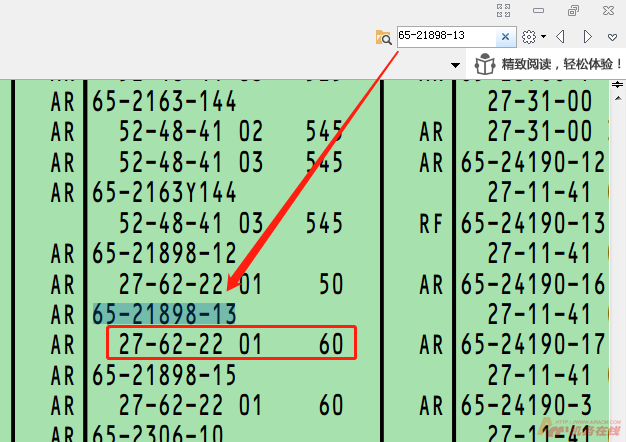 65-21898-13
精致阅读，轻松体验！
AR 65-2163-144
AR 52-48-41 02 545
AR 52-48-41 03 545
AR 65-2163Y144
52-48-41 03 545
AR 65-21898-12
AR 27-62-22 01 50
AR 65-21898-13
AR 27-62-22 01 60
AR 65-21898-15
AR 27-62-22 01 60
AR 65-2306-10
27-31-00
AR 27-31-00
AR 65-24190-12
27-11-41 0
RF 65-24190-13
27-11-41 0
AR 65-24190-16
27-11-41 0
AR 65-24190-17
27-11-41 0
AR 65-24190-3